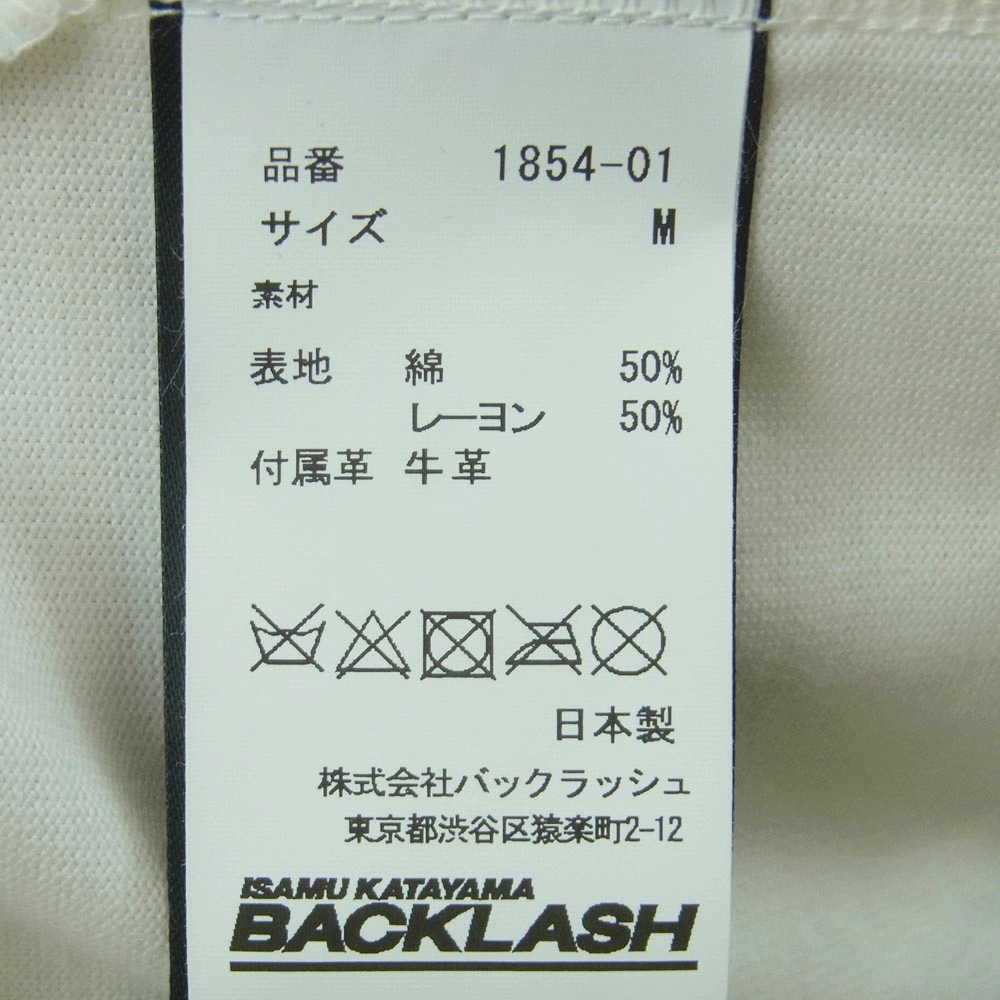 品番 1854-01
サイズ M
素材
表地 綿 50%
レーヨン 50%
付属革 牛革
日本製
株式会社バックラッシュ
東京都渋谷区猿楽町2-12
ISAMU KATAYAMA
BACKLASH